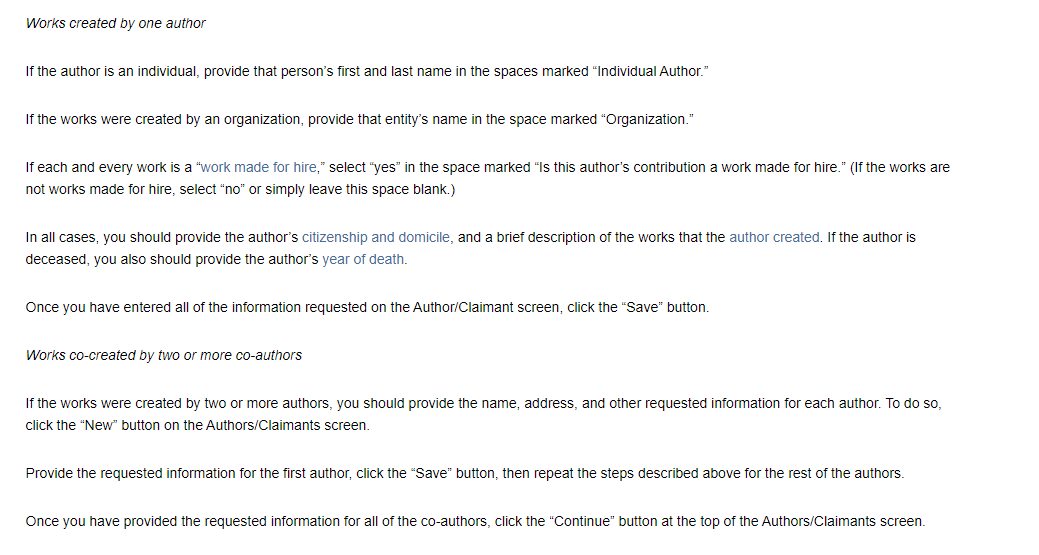 Works created by one author
If the author is an individual, provide that person’s first and last name in the spaces marked “Individual Author.”
If the works were created by an organization, provide that entity’s name in the space marked “Organization.”
If each and every work is a “work made for hire,” select “yes” in the space marked “Is this author’s contribution a work made for hire.” (If the works are
not works made for hire, select “no” or simply leave this space blank.)
In all cases, you should provide the author’s citizenship and domicile, and a brief description of the works that the author created. If the author is
deceased, you also should provide the author’s year of death.
Once you have entered all of the information requested on the Author/Claimant screen, click the “Save” button.
Works co-created by two or more co-authors
If the works were created by two or more authors, you should provide the name, address, and other requested information for each author. To do so,
click the “New” button on the Authors/Claimants screen.
Provide the requested information for the first author, click the “Save” button, then repeat the steps described above for the rest of the authors.
Once you have provided the requested information for all of the co-authors, click the “Continue” button at the top of the Authors/Claimants screen.